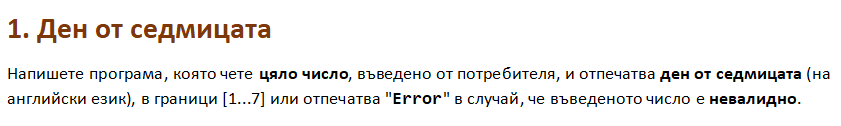 1. Ден от седмицата
Напишете програма, която чете цяло число, въведено от потребителя, и отпечатва ден от седмицата (на
английски език), в граници [1...7] или отпечатва "Error" в случай, че въведеното число е невалидно.